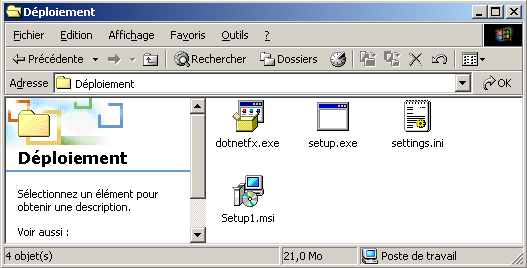 Déploiement
Fichier Edition Affichage Favoris Outils ?
Précédente Rechercher Dossiers
Adresse Déploiement OK
Déploiement
Sélectionnez un élément pour
obtenir une description.
Voir aussi :
dotnetfx.exe setup.exe settings.ini
Setup1.msi
4 objet(s) 21,0 Mo Poste de travail